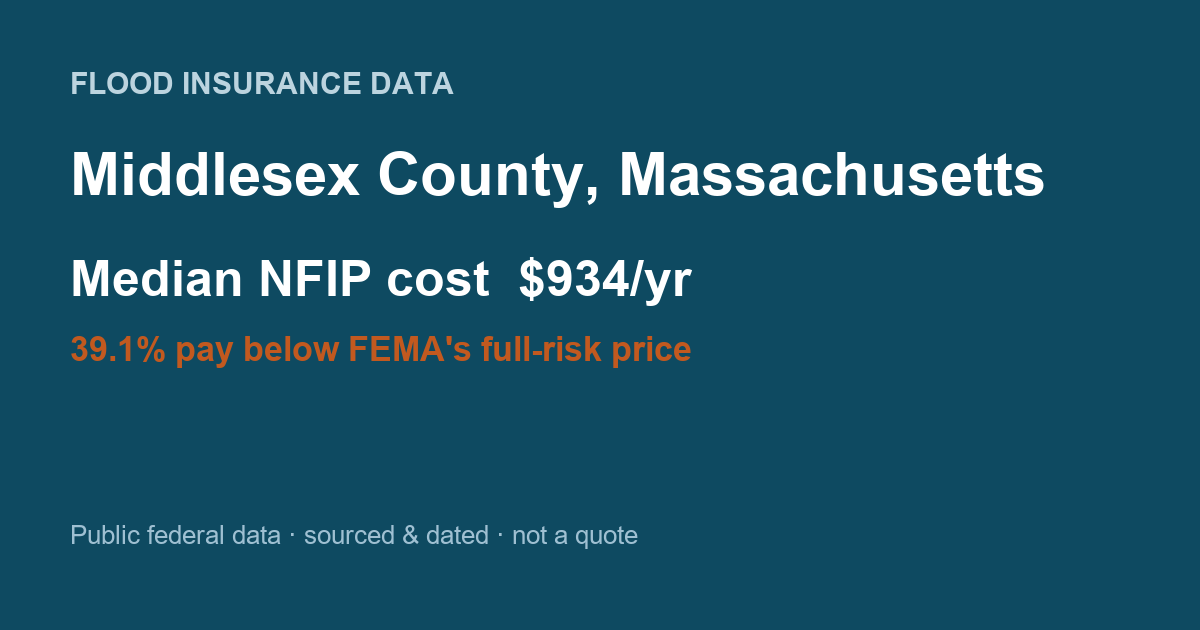 FLOOD INSURANCE DATA
Middlesex County, Massachusetts
Median NFIP cost $934/yr
39.1% pay below FEMA's full-risk price
Public federal data · sourced & dated · not a quote